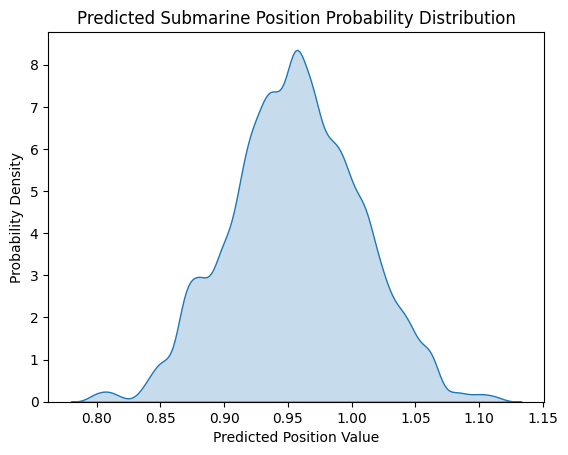 Predicted Submarine Position Probability Distribution
Probability Density
8
7
6
5
4
3
2
1
0
0.80 0.85 0.90 0.95 1.00 1.05 1.10 1.15
Predicted Position Value